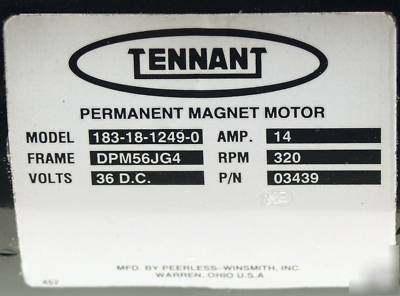 TENNANT
PERMANENT MAGNET MOTOR
MODEL 183-18-1249-0 AMP. 14
FRAME DPM56JG4 RPM 320
VOLTS 36 D.C. P/N 03439
MFD. BY PEERLESS-WINSMITH, INC.
WARREN, OHIO U.S.A.
452